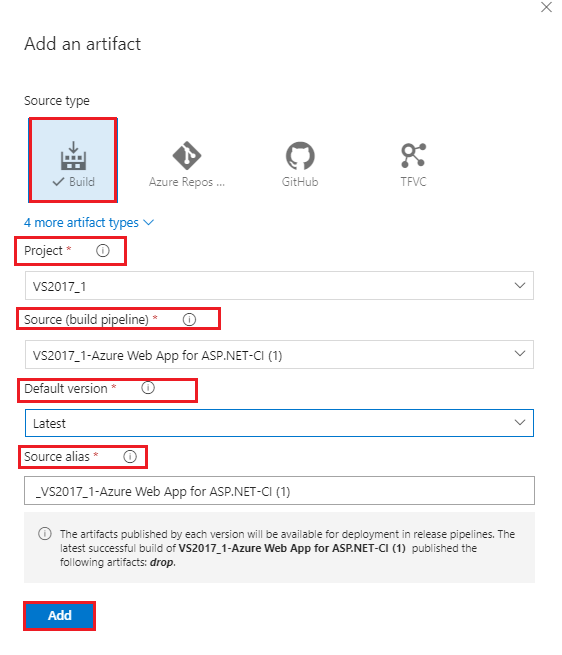 Add an artifact
Source type
Build
Azure Repos ...
GitHub
TFVC
4 more artifact types
Project *
VS2017_1
Source (build pipeline) *
VS2017_1-Azure Web App for ASP.NET-CI (1)
Default version *
Latest
Source alias *
_VS2017_1-Azure Web App for ASP.NET-CI (1)
The artifacts published by each version will be available for deployment in release pipelines. The
latest successful build of VS2017_1-Azure Web App for ASP.NET-CI (1) published the
following artifacts: drop.
Add